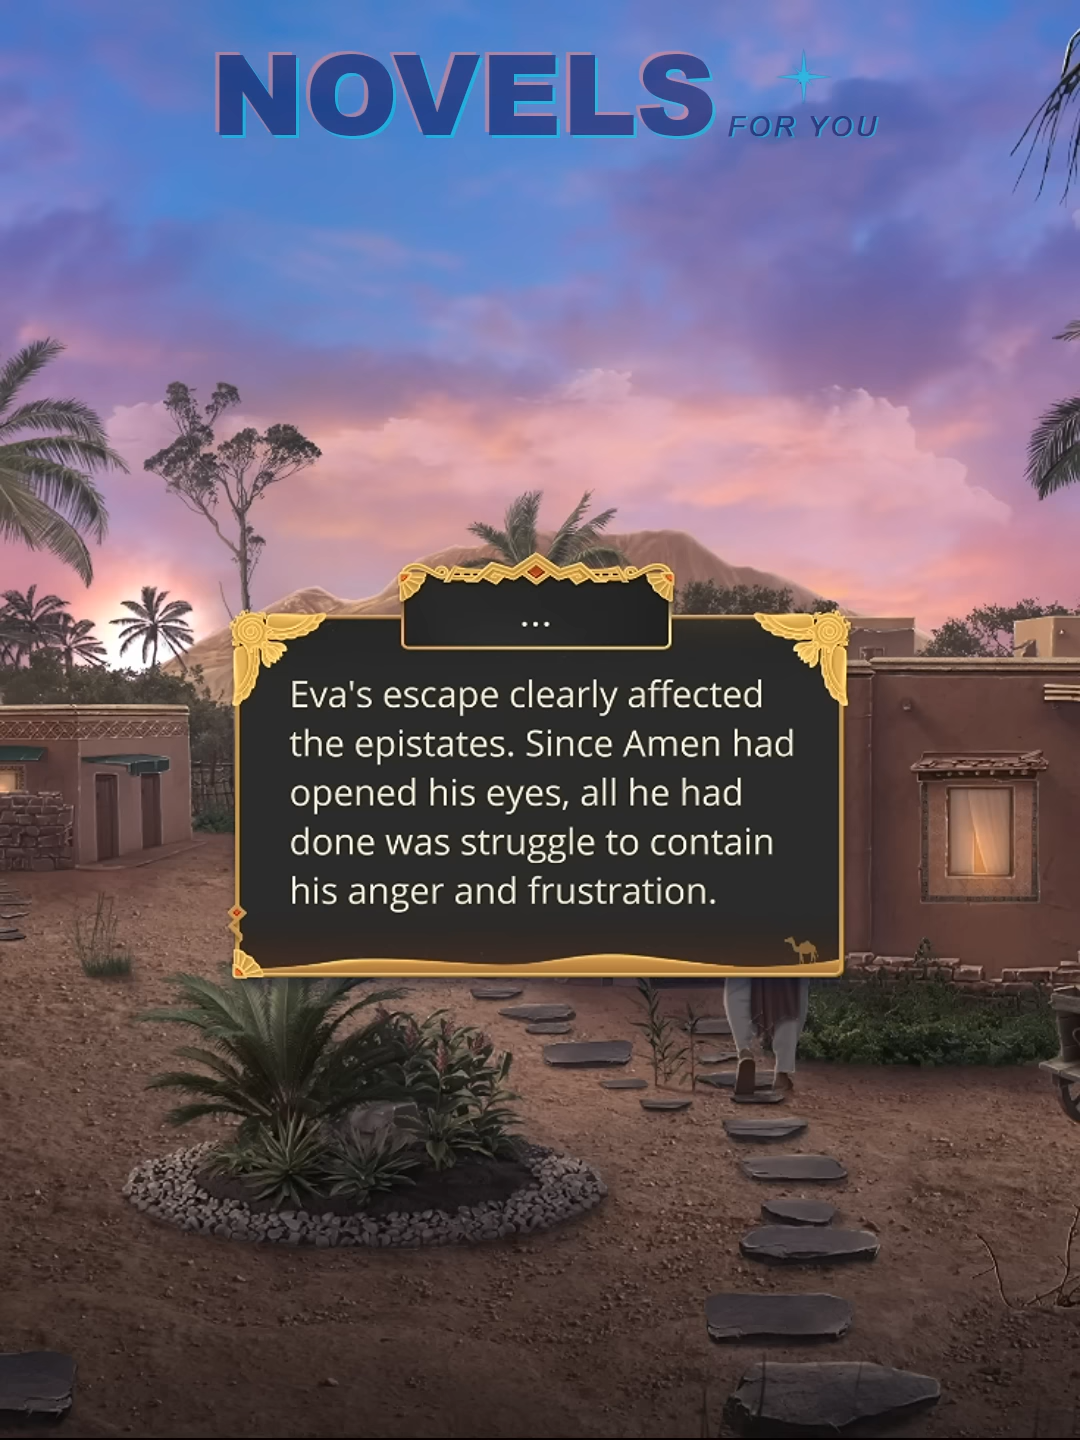 NOVELS FOR YOU
...
Eva's escape clearly affected
the epistates. Since Amen had
opened his eyes, all he had
done was struggle to contain
his anger and frustration.